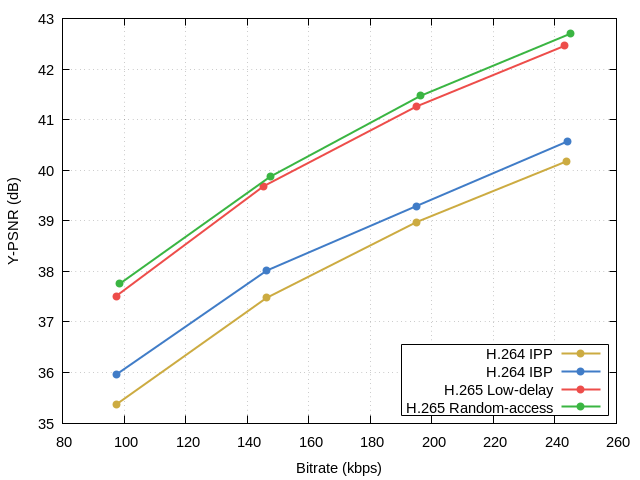 43
42
41
40
39
38
37
36
35
Y-PSNR (dB)
H.264 IPP
H.264 IBP
H.265 Low-delay
H.265 Random-access
80 100 120 140 160 180 200 220 240 260
Bitrate (kbps)